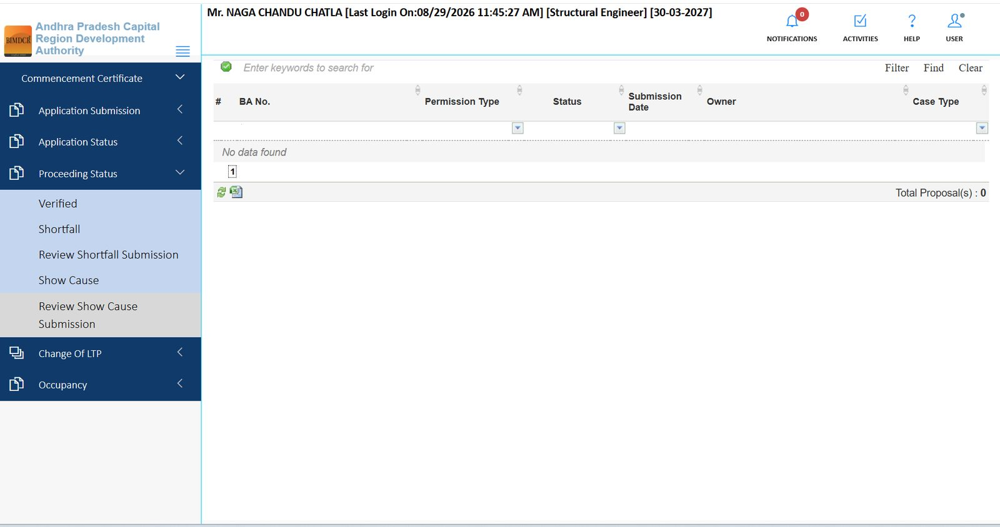 Mr. NAGA CHANDU CHATLA [Last Login On:08/29/2026 11:45:27 AM] [Structural Engineer] [30-03-2027]
BIMDCR
Andhra Pradesh Capital
Region Development
Authority
0
NOTIFICATIONS
ACTIVITIES
?
HELP
USER
Commencement Certificate
Application Submission
Application Status
Proceeding Status
Verified
Shortfall
Review Shortfall Submission
Show Cause
Review Show Cause
Submission
Change Of LTP
Occupancy
Enter keywords to search for
Filter Find Clear
# BA No. Permission Type Status Submission Date Owner Case Type
No data found
1
Total Proposal(s) : 0